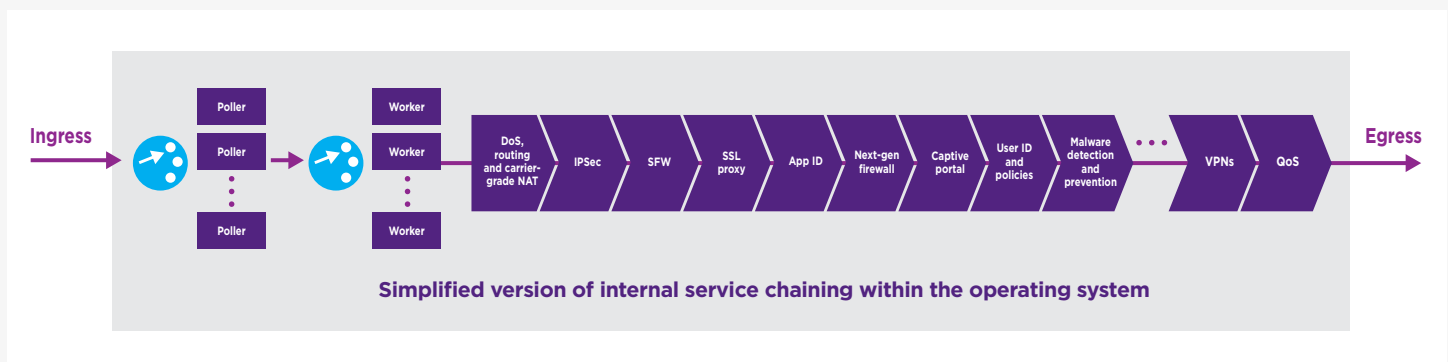 Ingress
Poller
Poller
Poller
Worker
Worker
Worker
DoS,
routing
and carrier-
grade NAT
IPSec
SFW
SSL
proxy
App ID
Next-gen
firewall
Captive
portal
User ID
and
policies
Malware
detection
and
prevention
VPNs
QoS
Egress
Simplified version of internal service chaining within the operating system